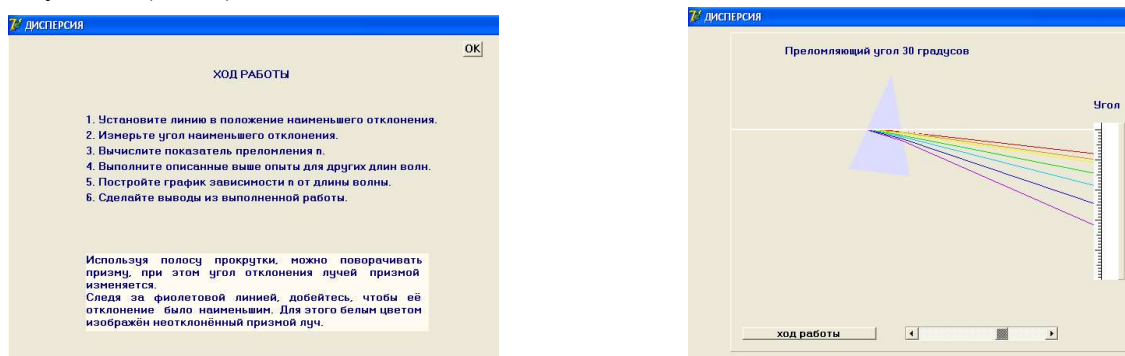 ДИСПЕРСИЯ
OK
ХОД РАБОТЫ
1. Установите линию в положение наименьшего отклонения.
2. Измерьте угол наименьшего отклонения.
3. Вычислите показатель преломления n.
4. Выполните описанные выше опыты для других длин волн.
5. Постройте график зависимости n от длины волны.
6. Сделайте выводы из выполненной работы.
Используя полосу прокрутки, можно поворачивать
призму, при этом угол отклонения лучей призмой
изменяется.
Следя за фиолетовой линией, добейтесь, чтобы её
отклонение было наименьшим. Для этого белым цветом
изображён неотклонённый призмой луч.
ДИСПЕРСИЯ
Преломляющий угол 30 градусов
Угол
ход работы